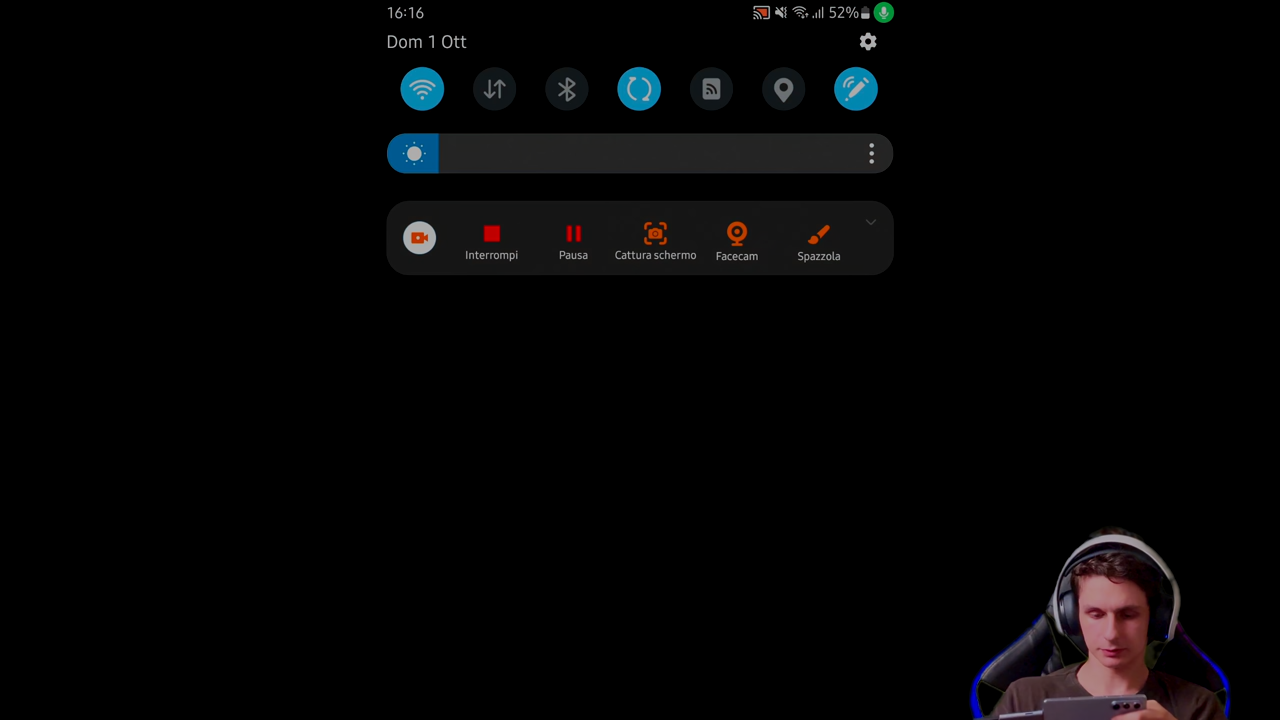 16:16
52%
Dom 1 Ott
Interrompi
Pausa
Cattura schermo
Facecam
Spazzola